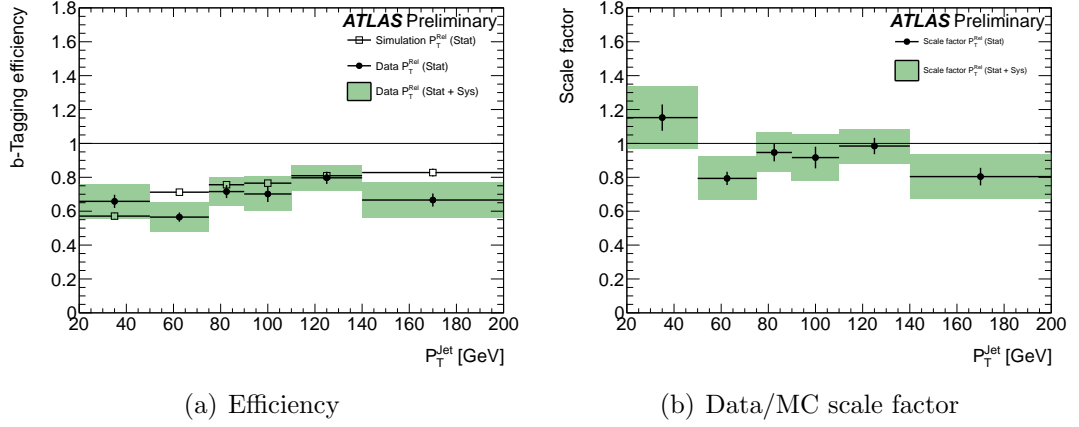 ATLAS Preliminary
Simulation P_T^Rel (Stat)
Data P_T^Rel (Stat)
Data P_T^Rel (Stat + Sys)
b-Tagging efficiency
1.8
1.6
1.4
1.2
1
0.8
0.6
0.4
0.2
0
20 40 60 80 100 120 140 160 180 200
P_T^Jet [GeV]
(a) Efficiency
ATLAS Preliminary
Scale factor P_T^Rel (Stat)
Scale factor P_T^Rel (Stat + Sys)
Scale factor
1.8
1.6
1.4
1.2
1
0.8
0.6
0.4
0.2
0
20 40 60 80 100 120 140 160 180 200
P_T^Jet [GeV]
(b) Data/MC scale factor